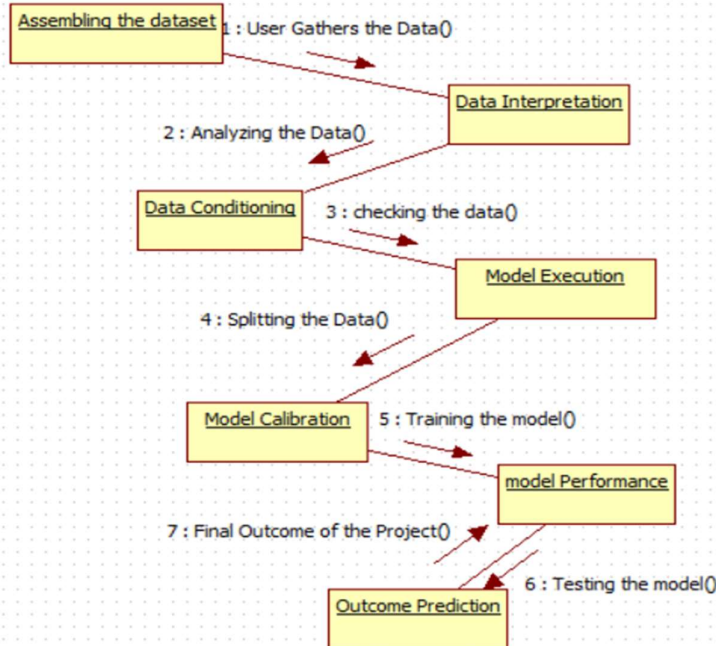 Assembling the dataset
1 : User Gathers the Data()
Data Interpretation
2 : Analyzing the Data()
Data Conditioning
3 : checking the data()
Model Execution
4 : Splitting the Data()
Model Calibration
5 : Training the model()
model Performance
7 : Final Outcome of the Project()
6 : Testing the model()
Outcome Prediction